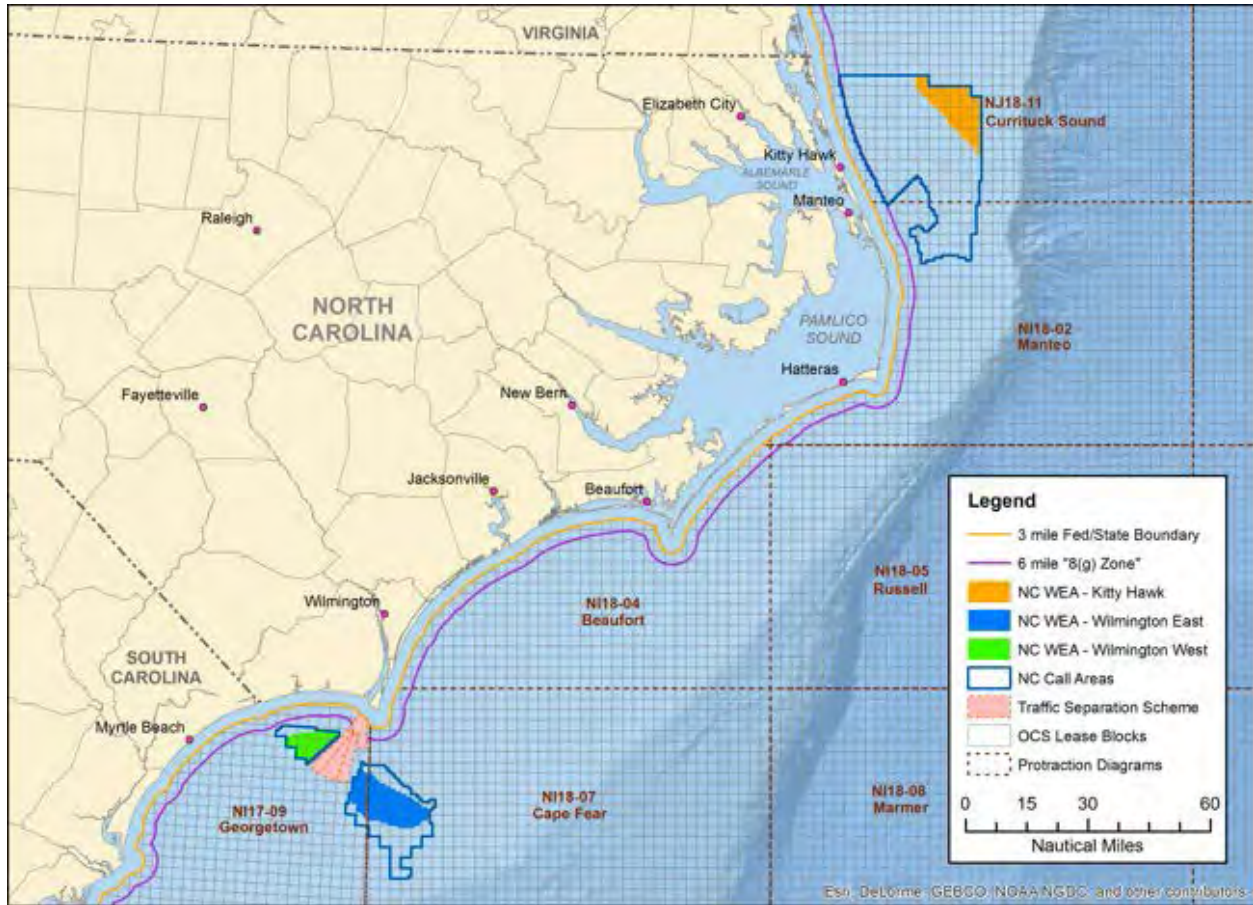 VIRGINIA
Elizabeth City
NJ18-11
Currituck Sound
Kitty Hawk
ALBEMARLE
SOUND
Manteo
Raleigh
NORTH
CAROLINA
PAMLICO
SOUND
NI18-02
Manteo
Hatteras
Fayetteville
New Bern
Jacksonville
Beaufort
NI18-05
Russell
Wilmington
NI18-04
Beaufort
SOUTH
CAROLINA
Myrtle Beach
NI17-09
Georgetown
NI18-07
Cape Fear
NI18-08
Marmer
Legend
3 mile Fed/State Boundary
6 mile "8(g) Zone"
NC WEA - Kitty Hawk
NC WEA - Wilmington East
NC WEA - Wilmington West
NC Call Areas
Traffic Separation Scheme
OCS Lease Blocks
Protraction Diagrams
0 15 30 60
Nautical Miles
Esri, DeLorme, GEBCO, NOAA NGDC, and other contributors